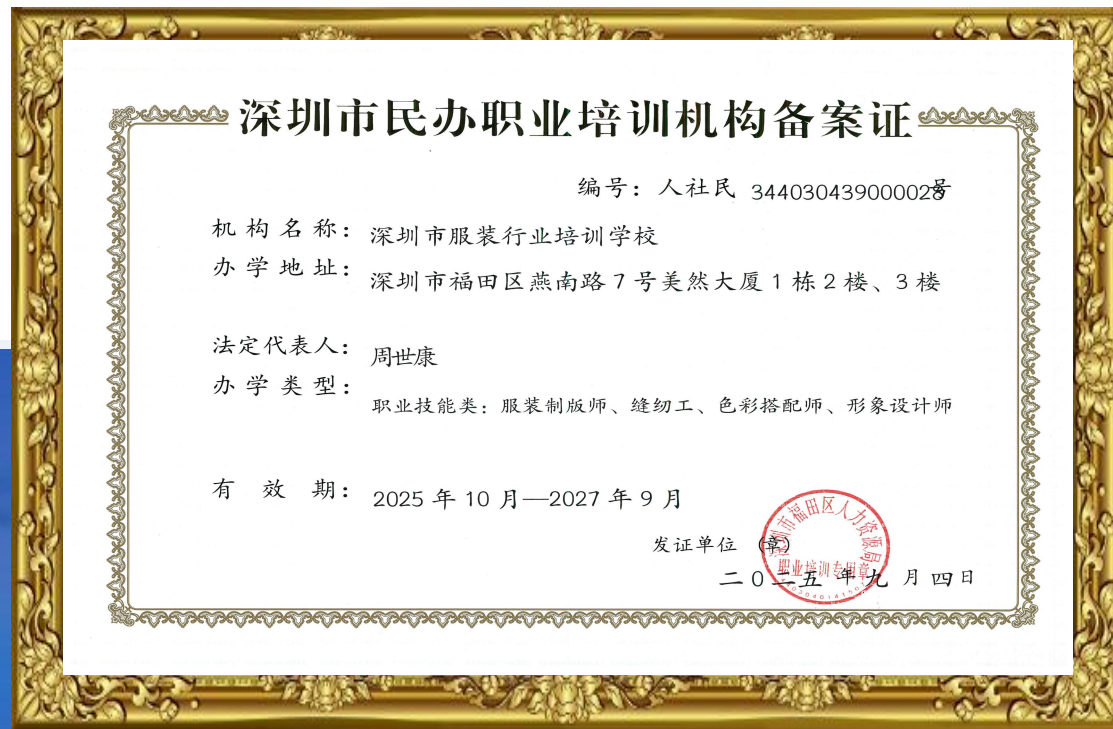 深圳市民办职业培训机构备案证
编号：人社民 344030439000028号
机构名称：深圳市服装行业培训学校
办学地址：深圳市福田区燕南路7号美然大厦1栋2楼、3楼
法定代表人：周世康
办学类型：职业技能类：服装制版师、缝纫工、色彩搭配师、形象设计师
有效期：2025年10月—2027年9月
深圳市福田区人力资源局
发证单位（章）
职业培训专用章
二0二五年九月四日